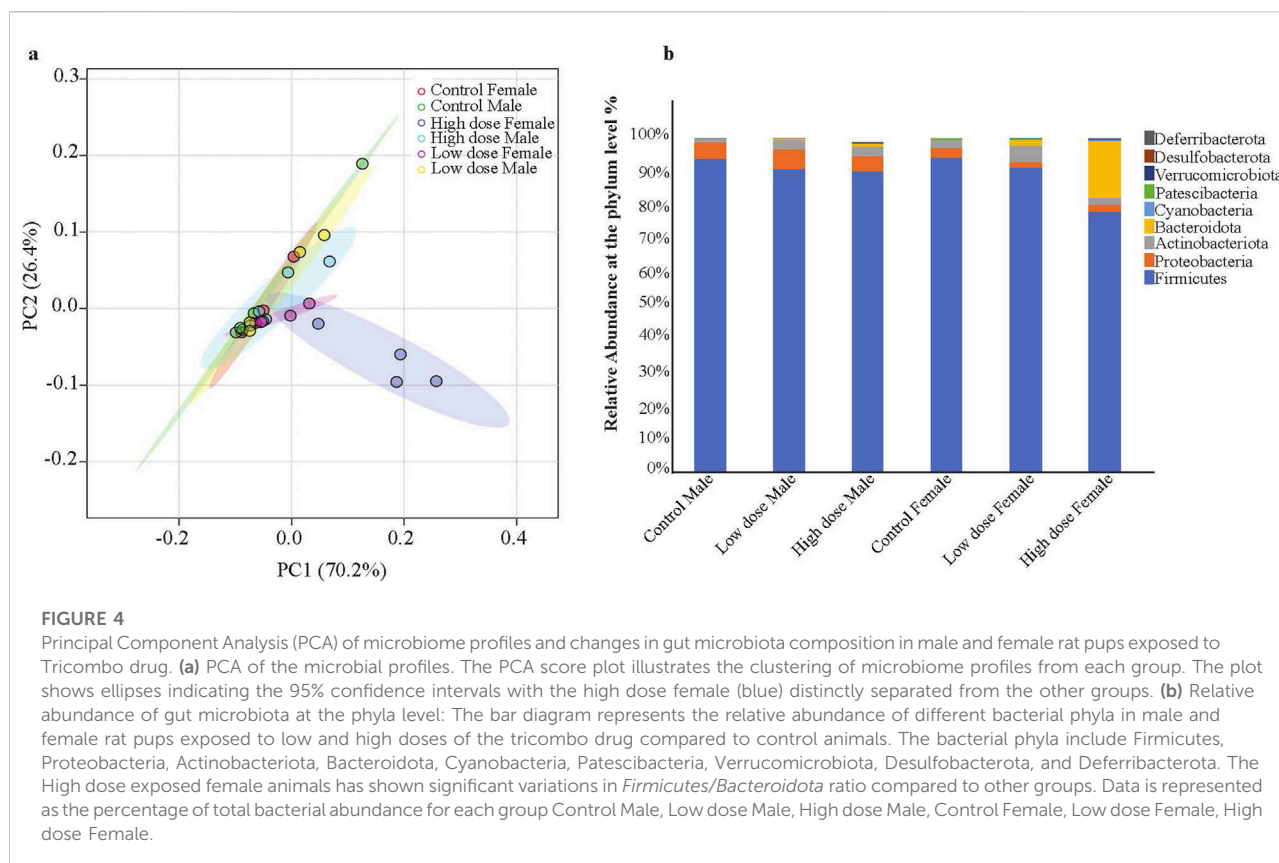 a
0.3
0.2
0.1
0.0
-0.1
-0.2
PC2 (26.4%)
-0.2
0.0
0.2
0.4
PC1 (70.2%)
Control Female
Control Male
High dose Female
High dose Male
Low dose Female
Low dose Male
b
Relative Abundance at the phylum level %
100%
90%
80%
70%
60%
50%
40%
30%
20%
10%
0%
Control Male
Low dose Male
High dose Male
Control Female
Low dose Female
High dose Female
Deferribacterota
Desulfobacterota
Verrucomicrobiota
Patescibacteria
Cyanobacteria
Bacteroidota
Actinobacteriota
Proteobacteria
Firmicutes
FIGURE 4
Principal Component Analysis (PCA) of microbiome profiles and changes in gut microbiota composition in male and female rat pups exposed to
Tricombo drug. (a) PCA of the microbial profiles. The PCA score plot illustrates the clustering of microbiome profiles from each group. The plot
shows ellipses indicating the 95% confidence intervals with the high dose female (blue) distinctly separated from the other groups. (b) Relative
abundance of gut microbiota at the phyla level: The bar diagram represents the relative abundance of different bacterial phyla in male and
female rat pups exposed to low and high doses of the tricombo drug compared to control animals. The bacterial phyla include Firmicutes,
Proteobacteria, Actinobacteriota, Bacteroidota, Cyanobacteria, Patescibacteria, Verrucomicrobiota, Desulfobacterota, and Deferribacterota. The
High dose exposed female animals has shown significant variations in Firmicutes/Bacteroidota ratio compared to other groups. Data is represented
as the percentage of total bacterial abundance for each group Control Male, Low dose Male, High dose Male, Control Female, Low dose Female, High
dose Female.